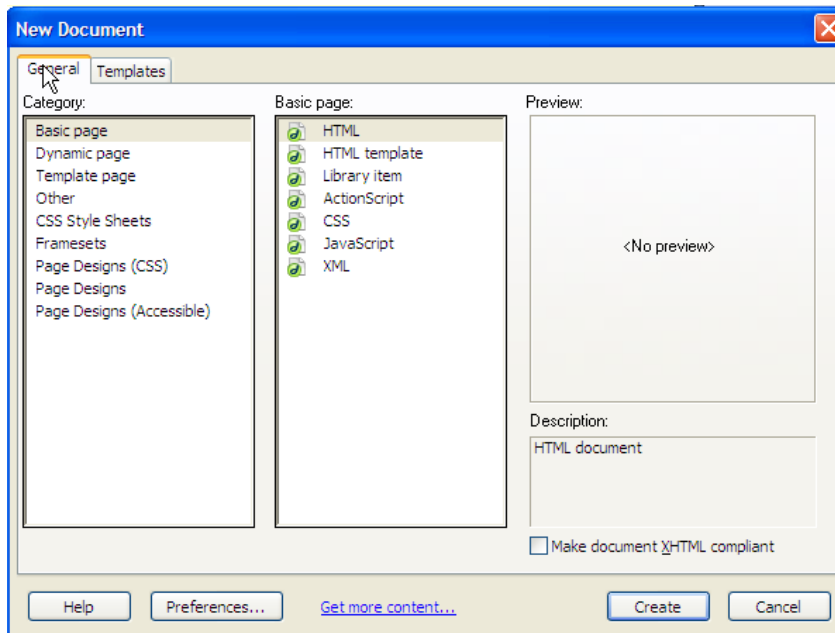 New Document
General
Templates
Category:
Basic page
Dynamic page
Template page
Other
CSS Style Sheets
Framesets
Page Designs (CSS)
Page Designs
Page Designs (Accessible)
Basic page:
HTML
HTML template
Library item
ActionScript
CSS
JavaScript
XML
Preview:
<No preview>
Description:
HTML document
Make document XHTML compliant
Help
Preferences...
Get more content...
Create
Cancel